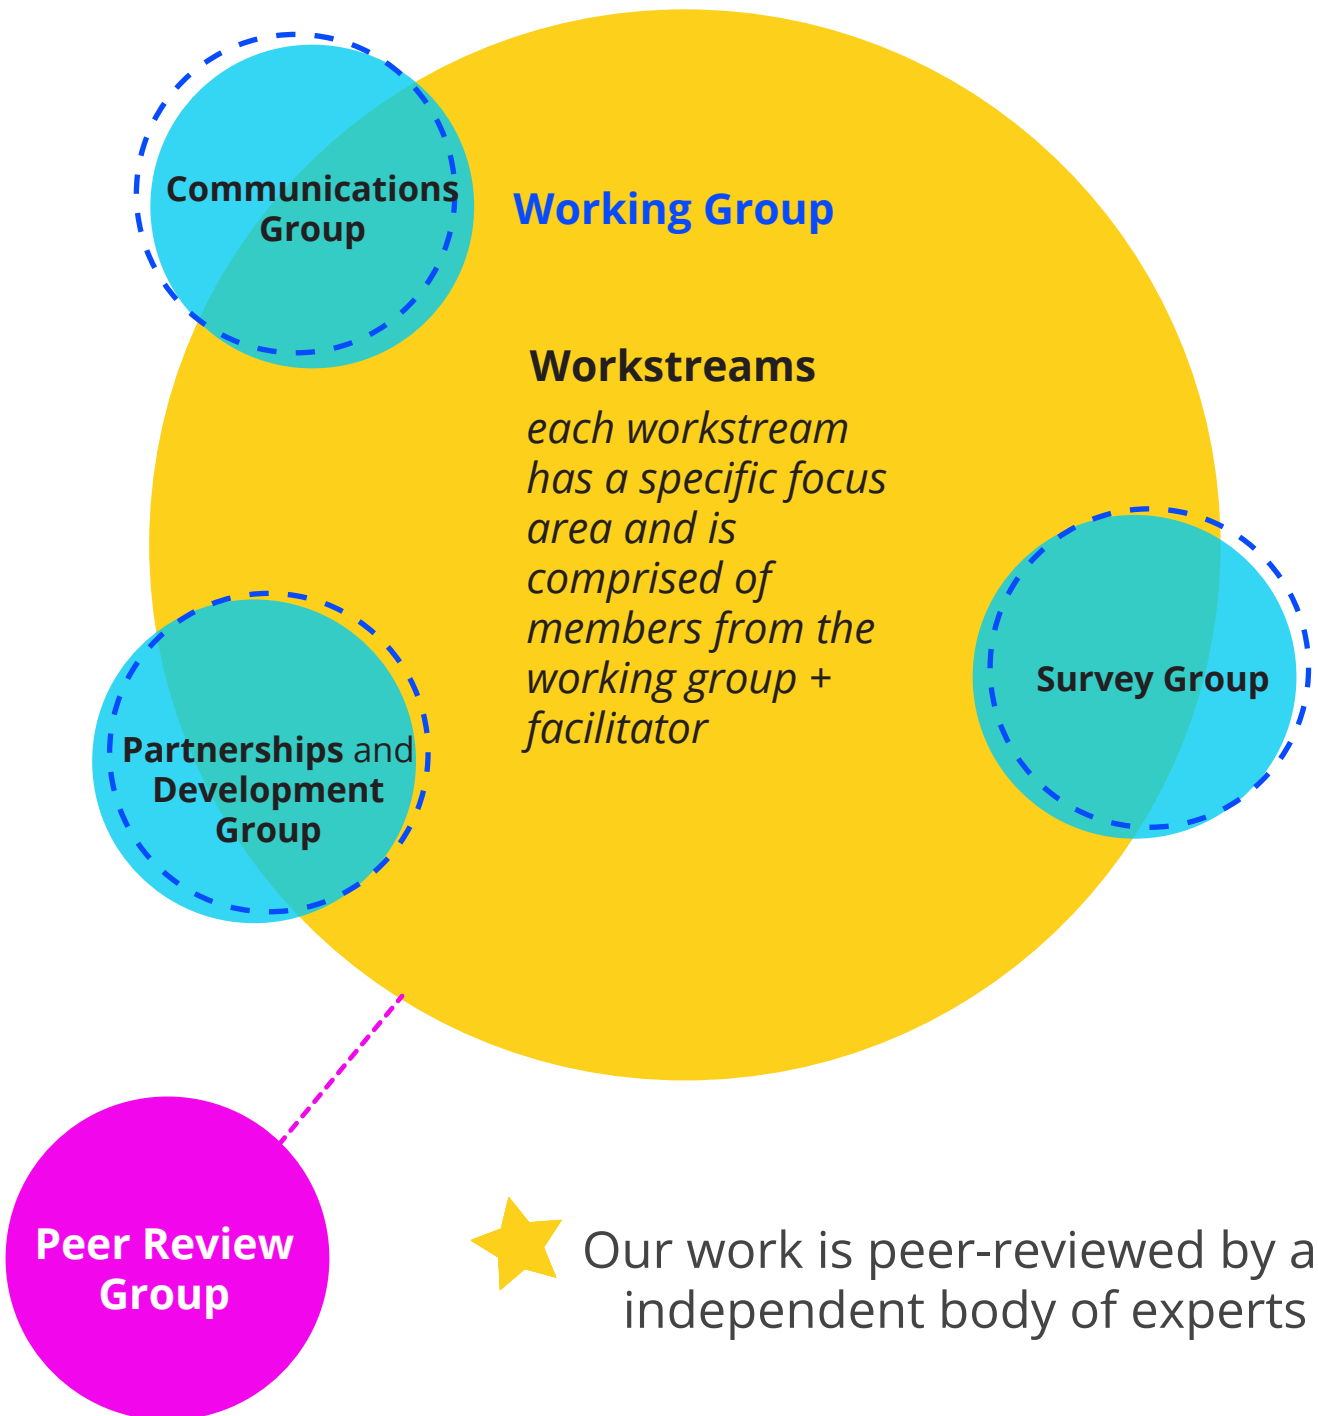 Communications
Group
Working Group
Workstreams
each workstream
has a specific focus
area and is
comprised of
members from the
working group +
facilitator
Survey Group
Partnerships and
Development
Group
Peer Review
Group
Our work is peer-reviewed by a
independent body of experts